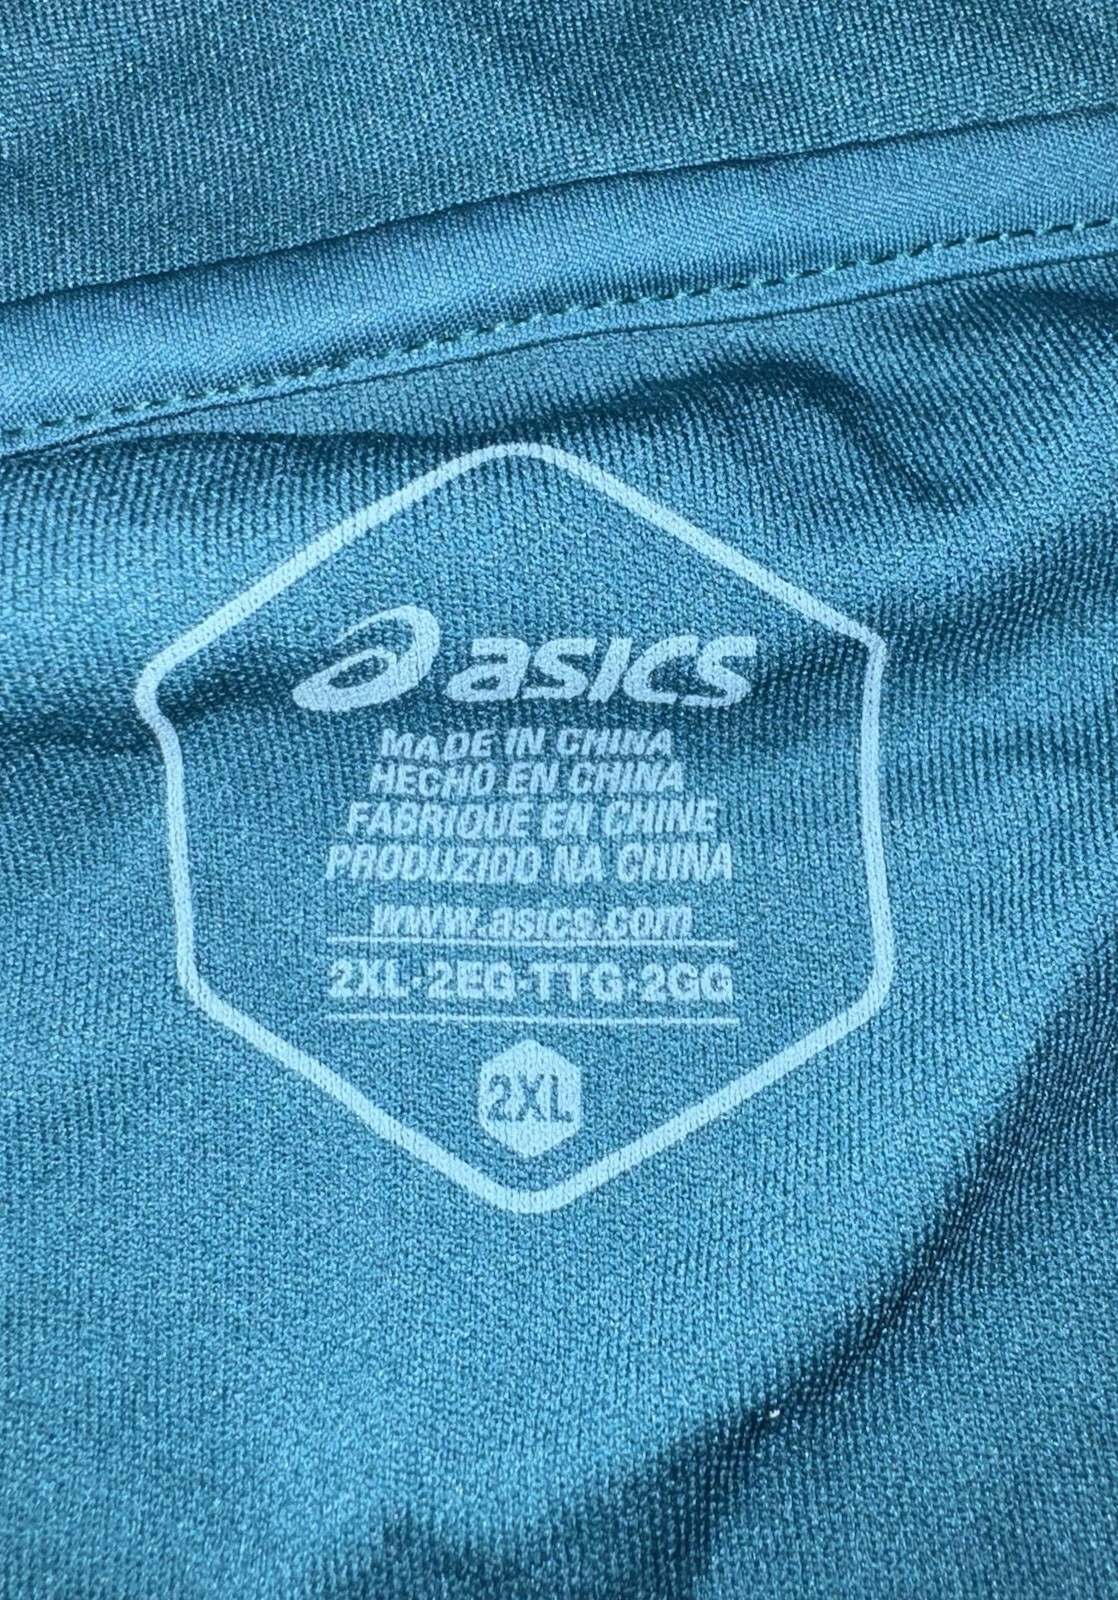 asics
MADE IN CHINA
HECHO EN CHINA
FABRIQUE EN CHINE
PRODUZIDO NA CHINA
www.asics.com
2XL-2EG-TTG-2GG
2XL